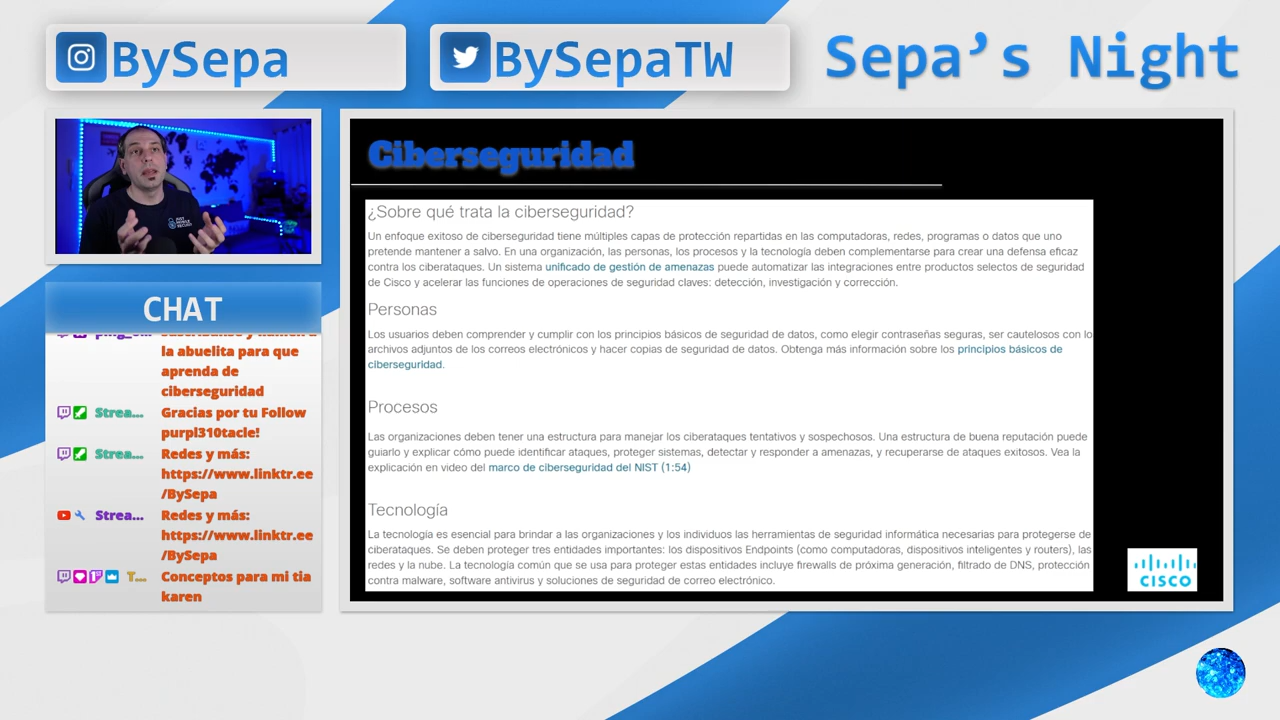 BySepa
BySepaTW
Sepa's Night
CHAT
la abuelita para que
aprenda de
ciberseguridad
Strea... Gracias por tu Follow
purpl310tacle!
Strea... Redes y más:
https://www.linktr.ee
/BySepa
Strea... Redes y más:
https://www.linktr.ee
/BySepa
T... Conceptos para mi tia
karen
Ciberseguridad
¿Sobre qué trata la ciberseguridad?
Un enfoque exitoso de ciberseguridad tiene múltiples capas de protección repartidas en las computadoras, redes, programas o datos que uno
pretende mantener a salvo. En una organización, las personas, los procesos y la tecnología deben complementarse para crear una defensa eficaz
contra los ciberataques. Un sistema unificado de gestión de amenazas puede automatizar las integraciones entre productos selectos de seguridad
de Cisco y acelerar las funciones de operaciones de seguridad claves: detección, investigación y corrección.
Personas
Los usuarios deben comprender y cumplir con los principios básicos de seguridad de datos, como elegir contraseñas seguras, ser cautelosos con lo
archivos adjuntos de los correos electrónicos y hacer copias de seguridad de datos. Obtenga más información sobre los principios básicos de
ciberseguridad.
Procesos
Las organizaciones deben tener una estructura para manejar los ciberataques tentativos y sospechosos. Una estructura de buena reputación puede
guiarlo y explicar cómo puede identificar ataques, proteger sistemas, detectar y responder a amenazas, y recuperarse de ataques exitosos. Vea la
explicación en video del marco de ciberseguridad del NIST (1:54)
Tecnología
La tecnología es esencial para brindar a las organizaciones y los individuos las herramientas de seguridad informática necesarias para protegerse de
ciberataques. Se deben proteger tres entidades importantes: los dispositivos Endpoints (como computadoras, dispositivos inteligentes y routers), las
redes y la nube. La tecnología común que se usa para proteger estas entidades incluye firewalls de próxima generación, filtrado de DNS, protección
contra malware, software antivirus y soluciones de seguridad de correo electrónico.
CISCO